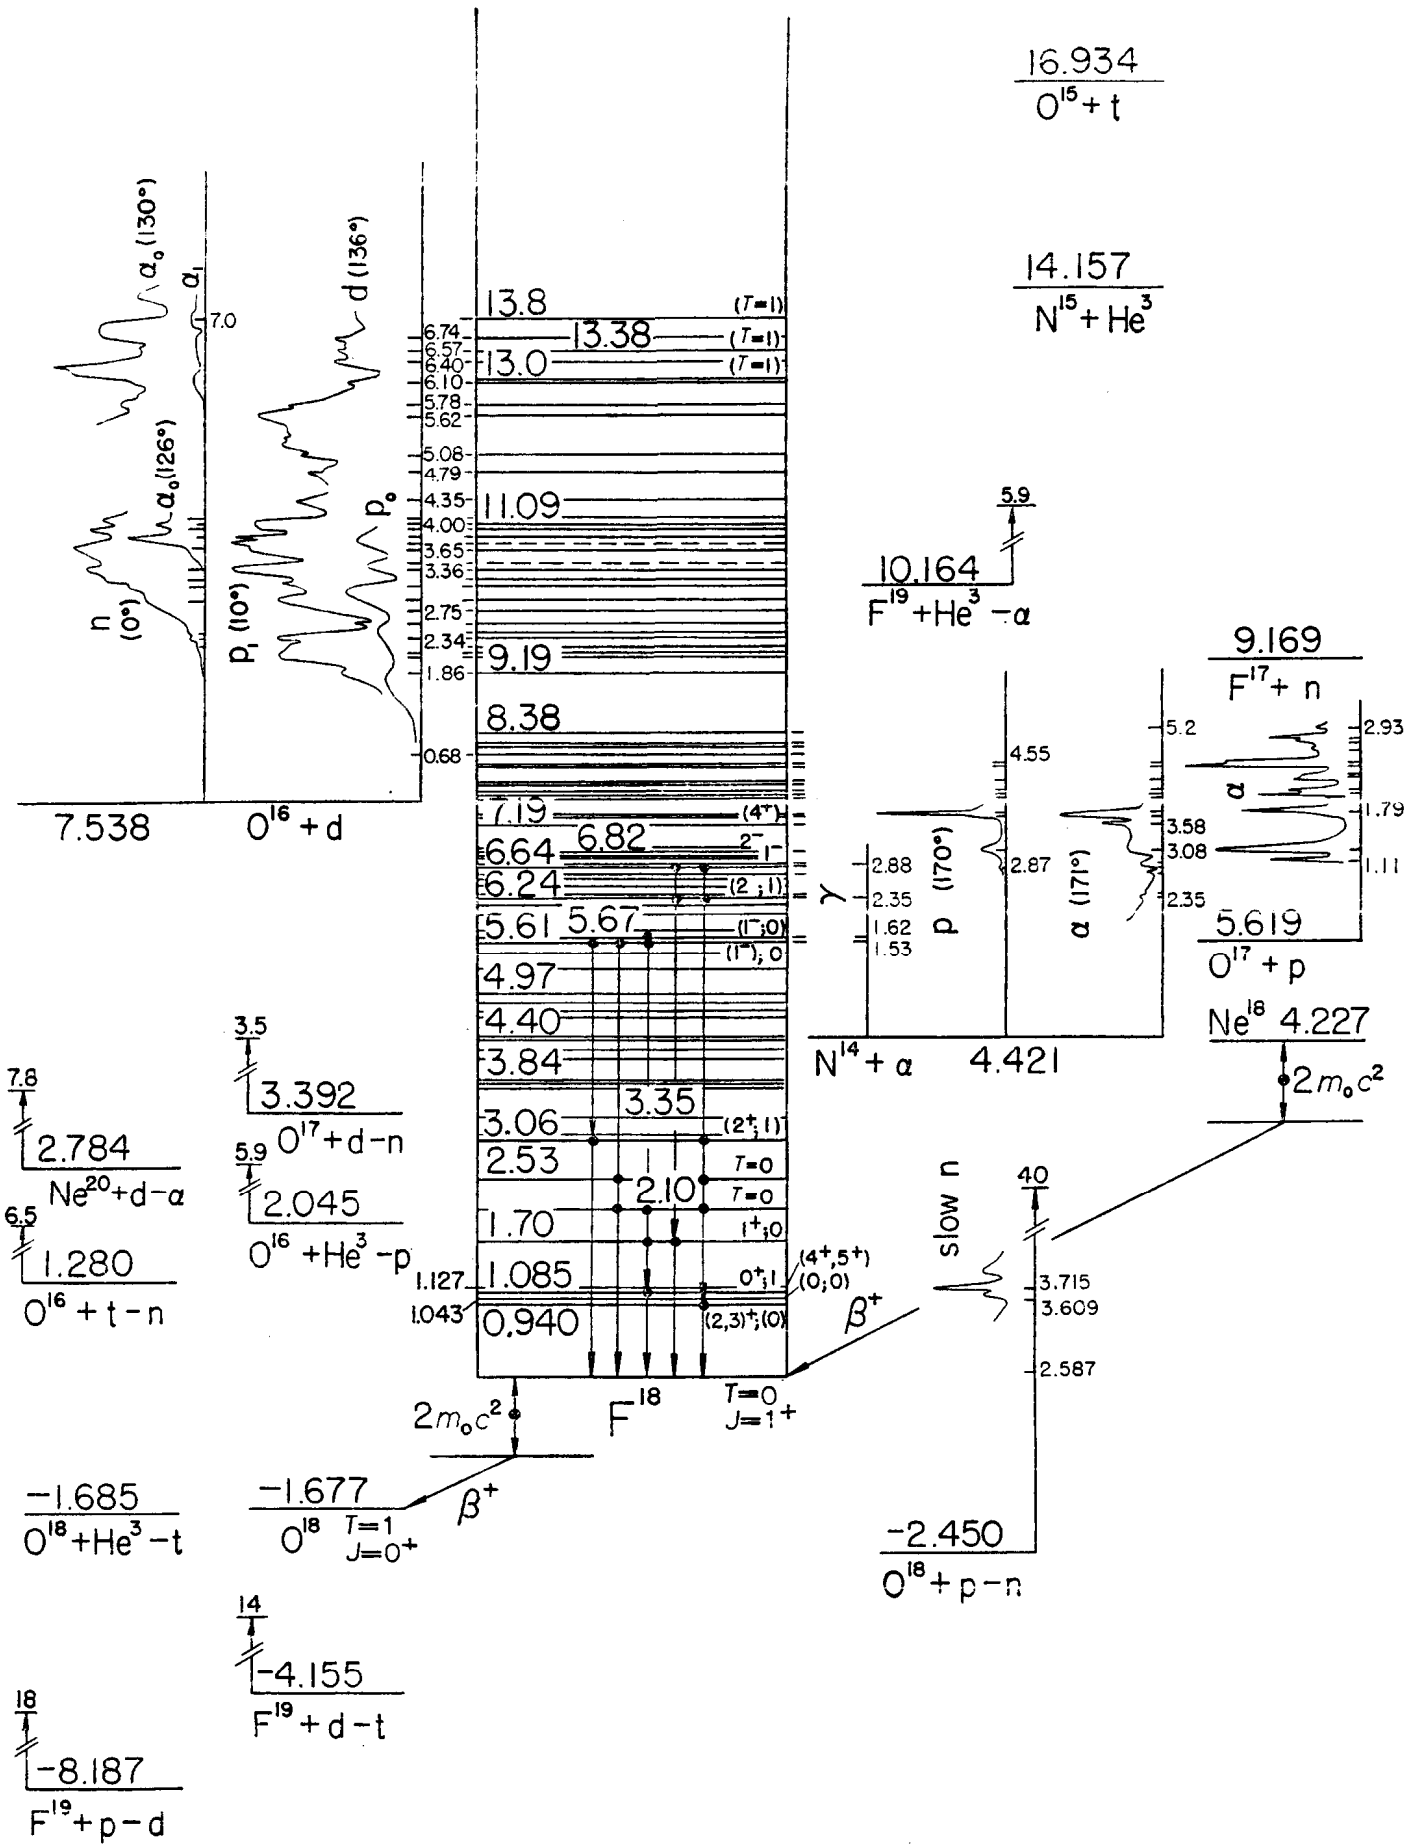 16.934
O¹⁵ + t
14.157
N¹⁵ + He³
α₀ (130°)
α₁
7.0
d (136°)
α₀ (126°)
n (0°)
p₁ (10°)
p₀
6.74
6.57
6.40
6.10
5.78
5.62
5.08
4.79
4.35
4.00
3.65
3.36
2.75
2.34
1.86
0.68
7.538 O¹⁶ + d
13.8 (T=1)
13.38 (T=1)
13.0 (T=1)
11.09
9.19
8.38
7.19 (4⁺)
6.82 2⁻
6.64 1⁻
6.24 (2⁻;1)
5.67 (1⁻;0)
5.61 (1⁻);0
4.97
4.40
3.84
3.35
3.06 (2⁺;1)
2.53 T=0
2.10 T=0
1.70 1⁺;0
(4⁺,5⁺)
1.127 1.085 0⁺;1 (0;0)
1.043 0.940 (2,3)⁺;(0)
F¹⁸ T=0
J=1⁺
2m₀c²
β⁺
5.9
10.164
F¹⁹ + He³ – α
9.169
F¹⁷ + n
γ
2.88
2.35
1.62
1.53
p (170°)
4.55
2.87
α (171°)
5.2
3.58
3.08
2.35
α
2.93
1.79
1.11
5.619
O¹⁷ + p
N¹⁴ + α 4.421
Ne¹⁸ 4.227
2m₀c²
β⁺
slow n
40
3.715
3.609
2.587
-2.450
O¹⁸ + p – n
3.5
3.392
O¹⁷ + d – n
7.8
2.784
Ne²⁰ + d – α
5.9
2.045
O¹⁶ + He³ – p
6.5
1.280
O¹⁶ + t – n
-1.685
O¹⁸ + He³ – t
-1.677
O¹⁸ T=1
J=0⁺
14
-4.155
F¹⁹ + d – t
18
-8.187
F¹⁹ + p – d